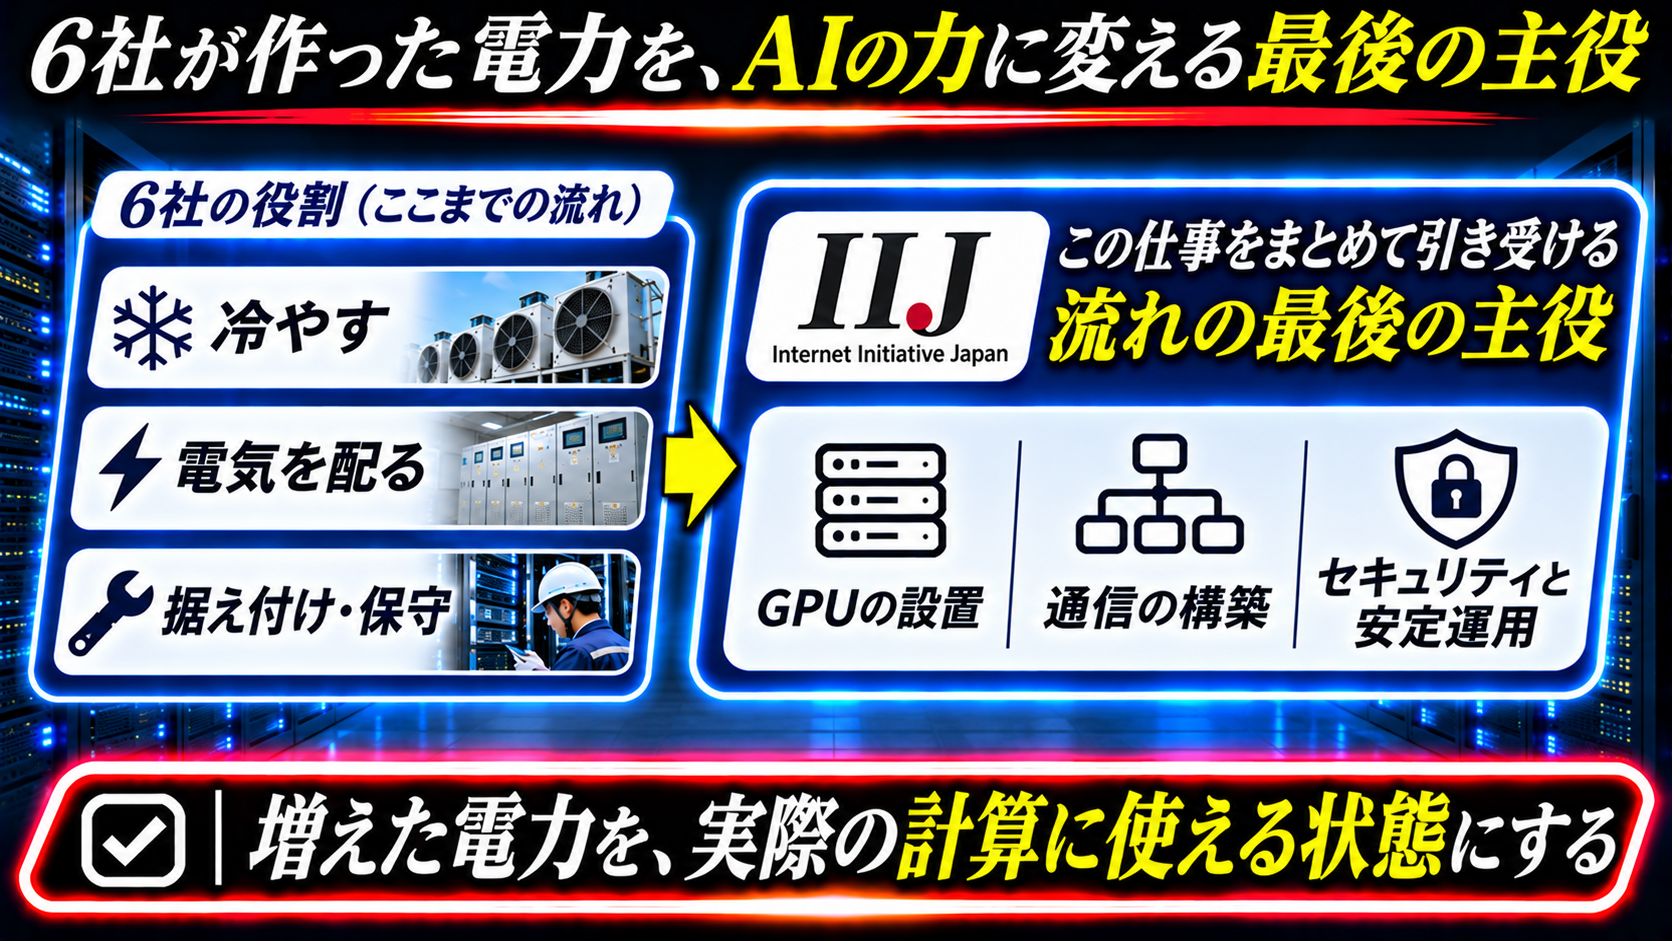 6社が作った電力を、AIの力に変える最後の主役
6社の役割(ここまでの流れ)
冷やす
電気を配る
据え付け・保守
IIJ
Internet Initiative Japan
この仕事をまとめて引き受ける
流れの最後の主役
GPUの設置
通信の構築
セキュリティと
安定運用
増えた電力を、実際の計算に使える状態にする